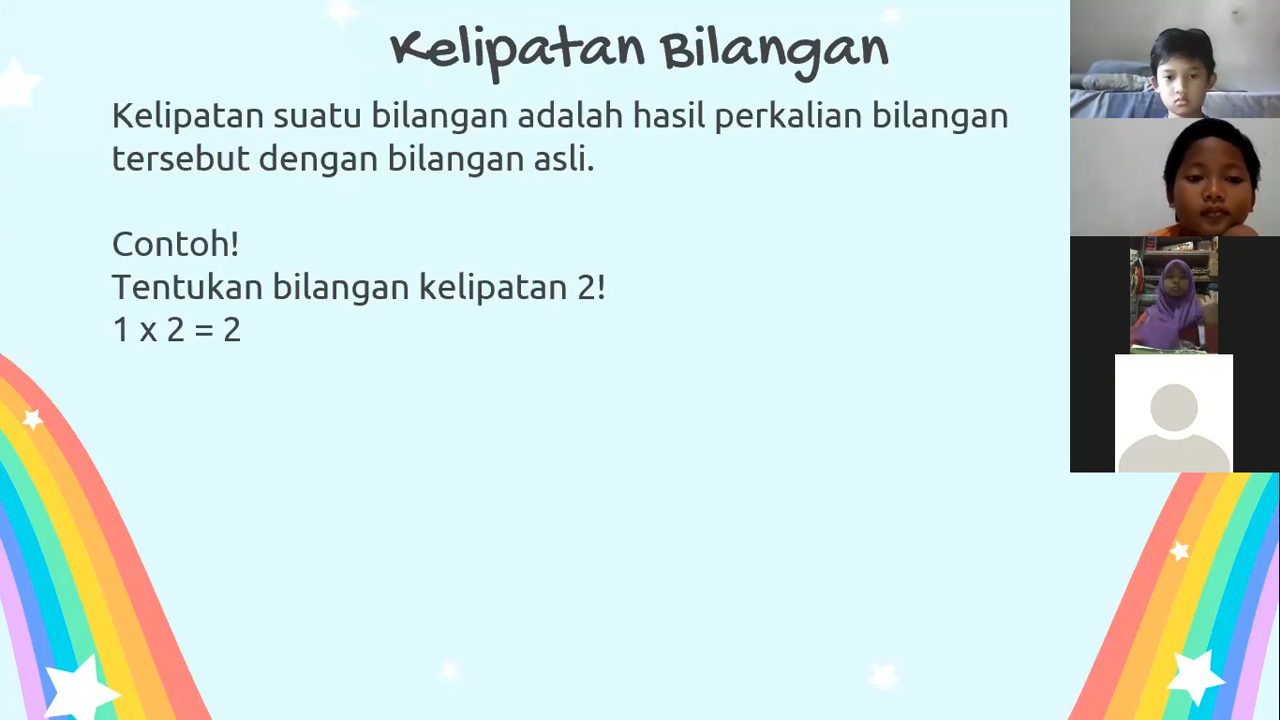 Kelipatan Bilangan
Kelipatan suatu bilangan adalah hasil perkalian bilangan
tersebut dengan bilangan asli.
Contoh!
Tentukan bilangan kelipatan 2!
1 x 2 = 2